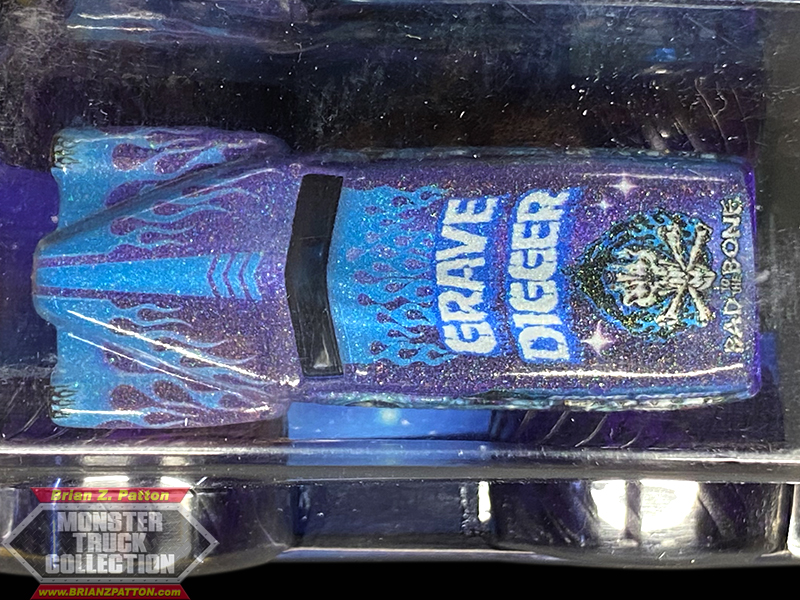 GRAVE
DIGGER
BAD TO THE BONE
Brien Z. Patton
MONSTER
TRUCK
COLLECTION
www.BRIANZPATTON.com